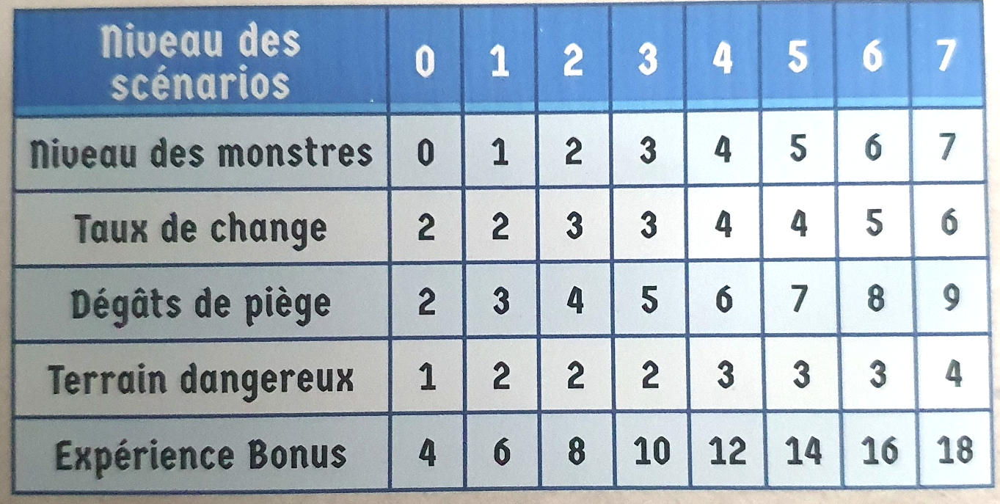 Niveau des
scénarios 0 1 2 3 4 5 6 7
Niveau des monstres 0 1 2 3 4 5 6 7
Taux de change 2 2 3 3 4 4 5 6
Dégâts de piège 2 3 4 5 6 7 8 9
Terrain dangereux 1 2 2 2 3 3 3 4
Expérience Bonus 4 6 8 10 12 14 16 18